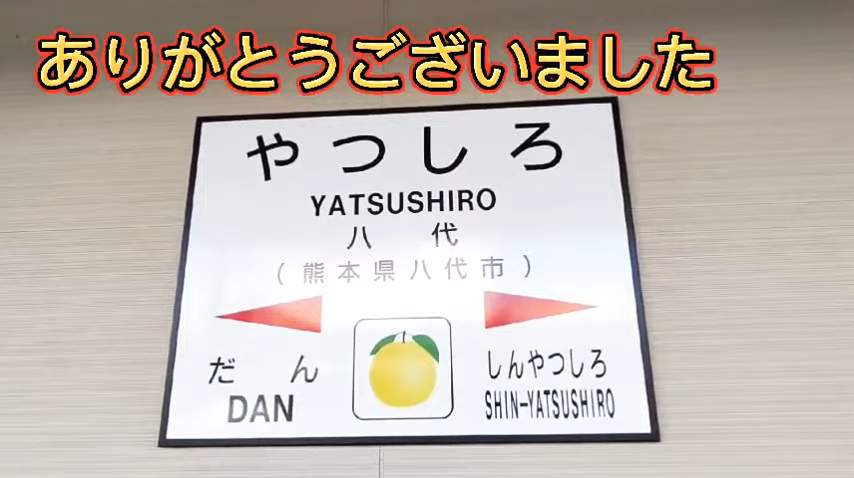 ありがとうございました
やつしろ
YATSUSHIRO
八代
(熊本県八代市)
だん
DAN
しんやつしろ
SHIN-YATSUSHIRO